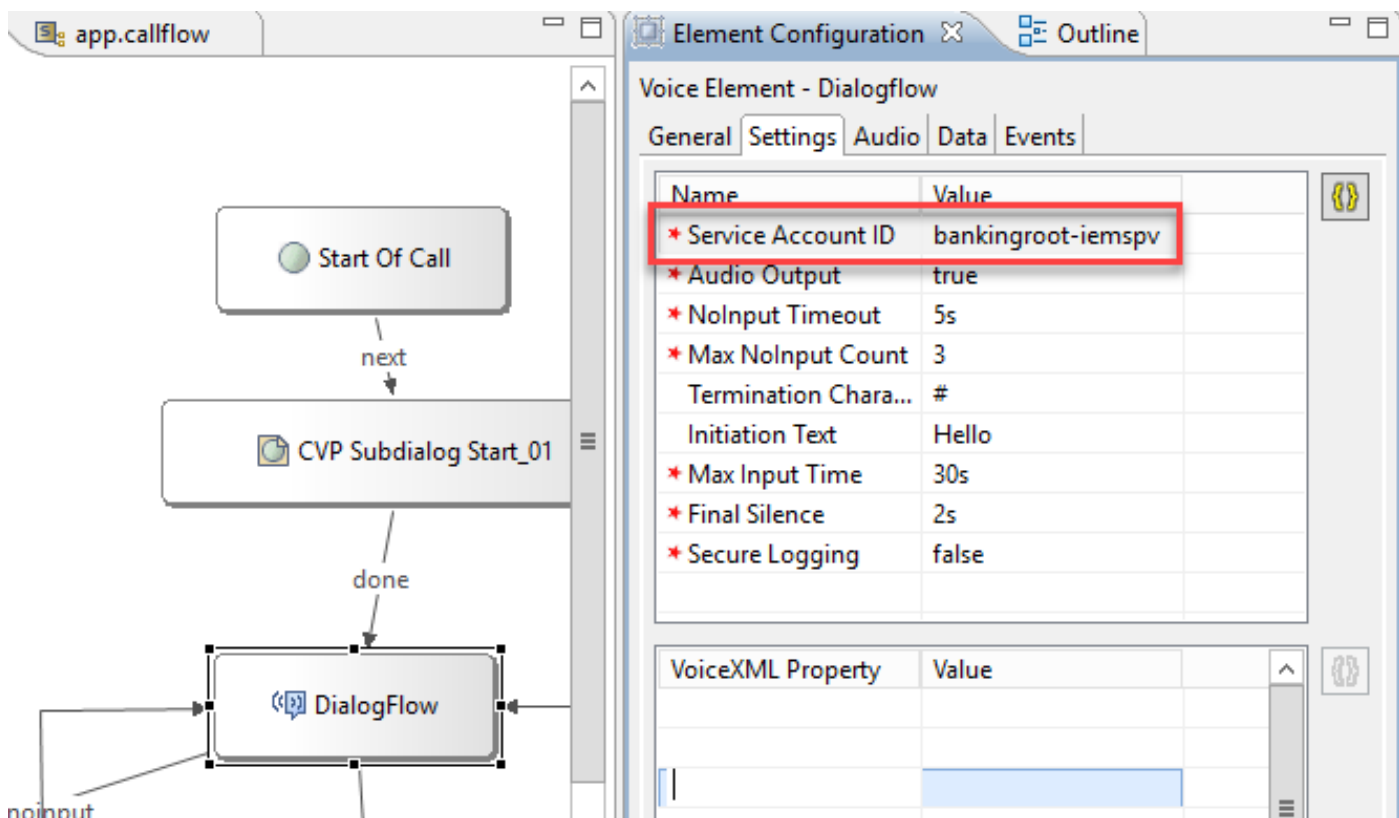 app.callflow
Start Of Call
next
CVP Subdialog Start_01
done
DialogFlow
noinput
Element Configuration
Outline
Voice Element - Dialogflow
General Settings Audio Data Events
Name Value
* Service Account ID bankingroot-iemspv
* Audio Output true
* NoInput Timeout 5s
* Max NoInput Count 3
Termination Chara... #
Initiation Text Hello
* Max Input Time 30s
* Final Silence 2s
* Secure Logging false
VoiceXML Property Value